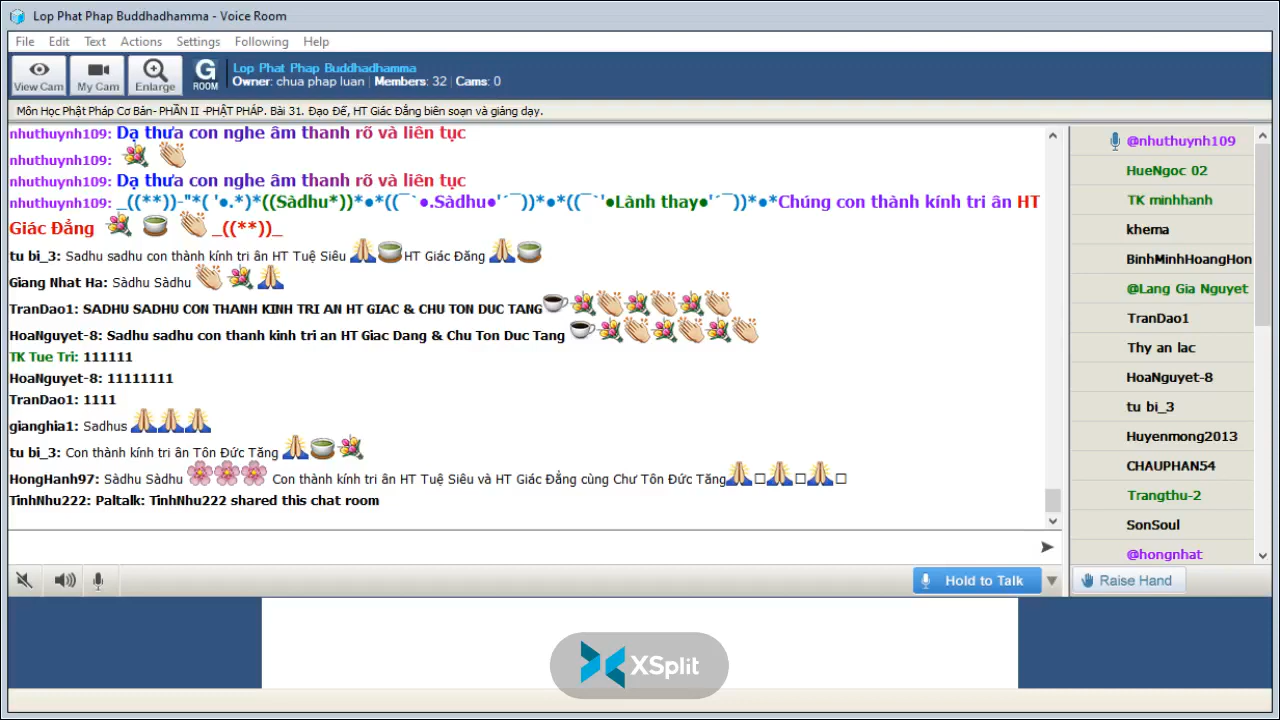 Lop Phat Phap Buddhadhamma - Voice Room
File Edit Text Actions Settings Following Help
View Cam My Cam Enlarge G ROOM
Lop Phat Phap Buddhadhamma
Owner: chua phap luan | Members: 32 | Cams: 0
Môn Học Phật Pháp Cơ Bản- PHẦN II -PHẬT PHÁP. Bài 31. Đạo Đế, HT Giác Đẳng biên soạn và giảng dạy.
nhuthuynh109: Dạ thưa con nghe âm thanh rõ và liên tục
nhuthuynh109: 💐 👏
nhuthuynh109: Dạ thưa con nghe âm thanh rõ và liên tục
nhuthuynh109: _((**))-"*( '●.*)*((Sàdhu*))*●*((¯`●.Sàdhu●'´¯))*●*((¯`'●Lành thay●'´¯))*●*Chúng con thành kính tri ân HT
Giác Đẳng 💐 🍵 👏 _((**))_
tu bi_3: Sadhu sadhu con thành kính tri ân HT Tuệ Siêu 🙏🍵HT Giác Đăng 🙏🍵
Giang Nhat Ha: Sàdhu Sàdhu 👏💐🙏
TranDao1: SADHU SADHU CON THANH KINH TRI AN HT GIAC & CHU TON DUC TANG☕💐👏💐👏💐👏
HoaNguyet-8: Sadhu sadhu con thanh kinh tri an HT Giac Dang & Chu Ton Duc Tang ☕💐👏💐👏💐👏
TK Tue Tri: 111111
HoaNguyet-8: 11111111
TranDao1: 1111
gianghia1: Sadhus 🙏🙏🙏
tu bi_3: Con thành kính tri ân Tôn Đức Tăng 🙏🍵💐
HongHanh97: Sàdhu Sàdhu 🌸🌸🌸 Con thành kính tri ân HT Tuệ Siêu và HT Giác Đẳng cùng Chư Tôn Đức Tăng🙏□🙏□🙏□
TinhNhu222: Paltalk: TinhNhu222 shared this chat room
Hold to Talk
@nhuthuynh109
HueNgoc 02
TK minhhanh
khema
BinhMinhHoangHon
@Lang Gia Nguyet
TranDao1
Thy an lac
HoaNguyet-8
tu bi_3
Huyenmong2013
CHAUPHAN54
Trangthu-2
SonSoul
@hongnhat
Raise Hand
XSplit